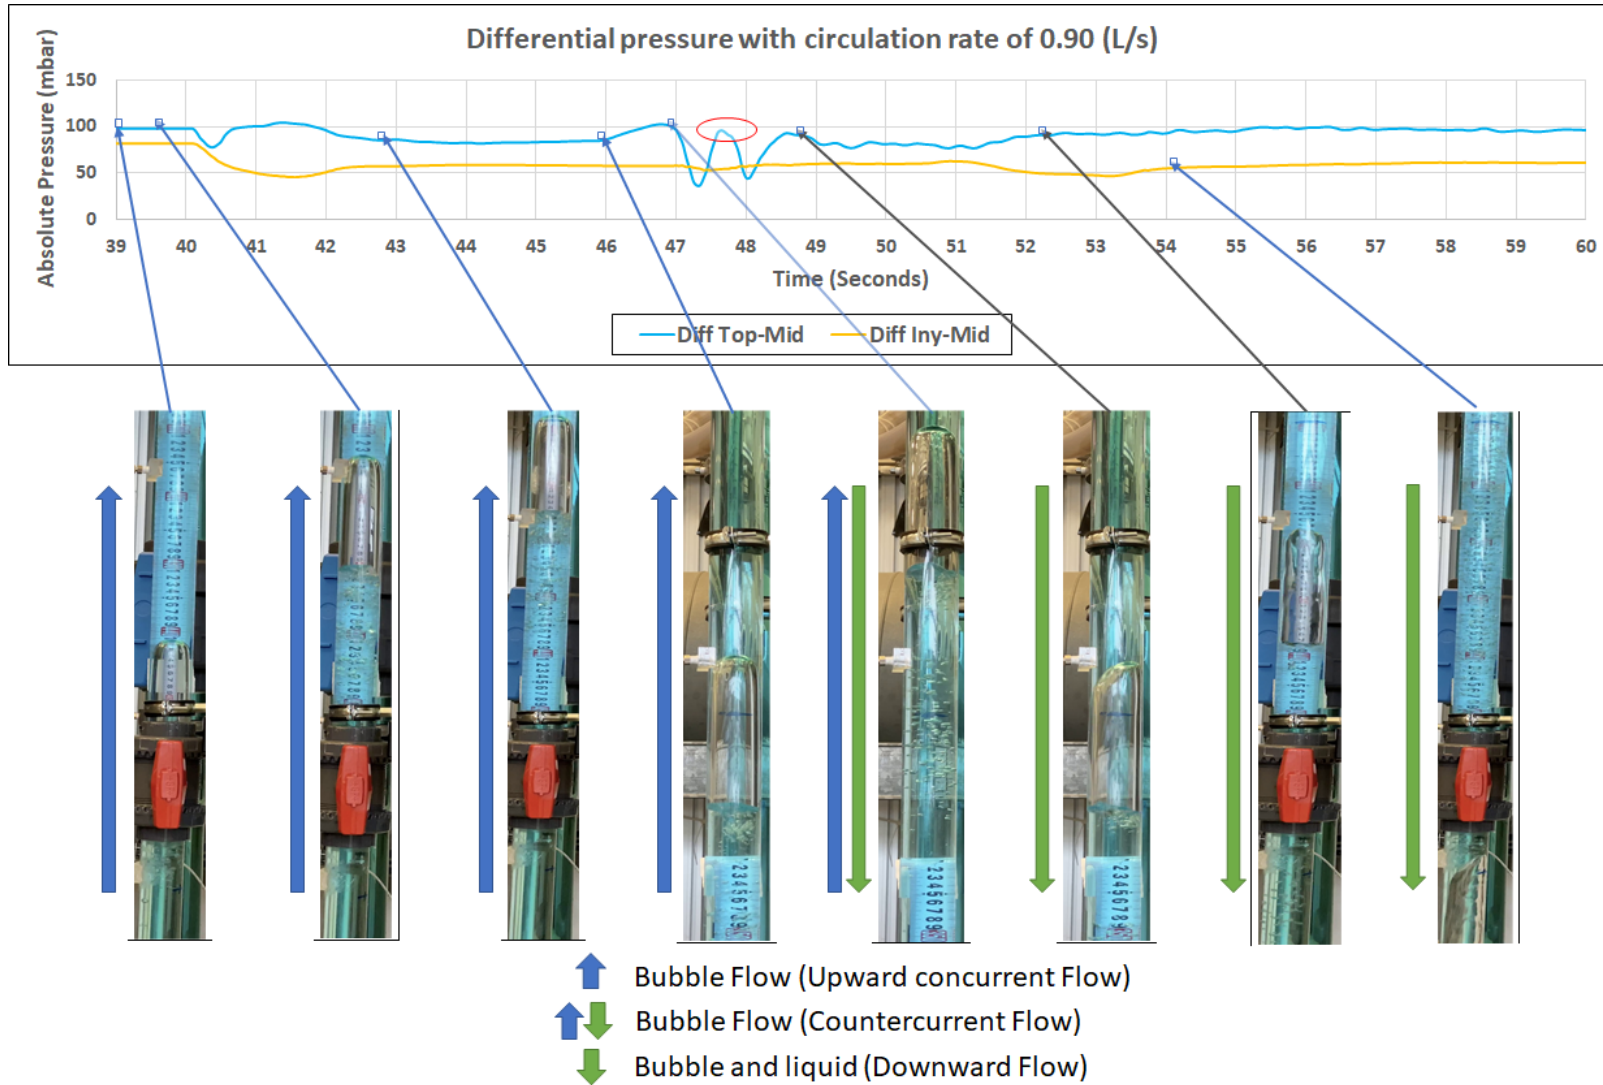 Differential pressure with circulation rate of 0.90 (L/s)
Absolute Pressure (mbar)
150
100
50
0
39 40 41 42 43 44 45 46 47 48 49 50 51 52 53 54 55 56 57 58 59 60
Time (Seconds)
Diff Top-Mid Diff Iny-Mid
Bubble Flow (Upward concurrent Flow)
Bubble Flow (Countercurrent Flow)
Bubble and liquid (Downward Flow)